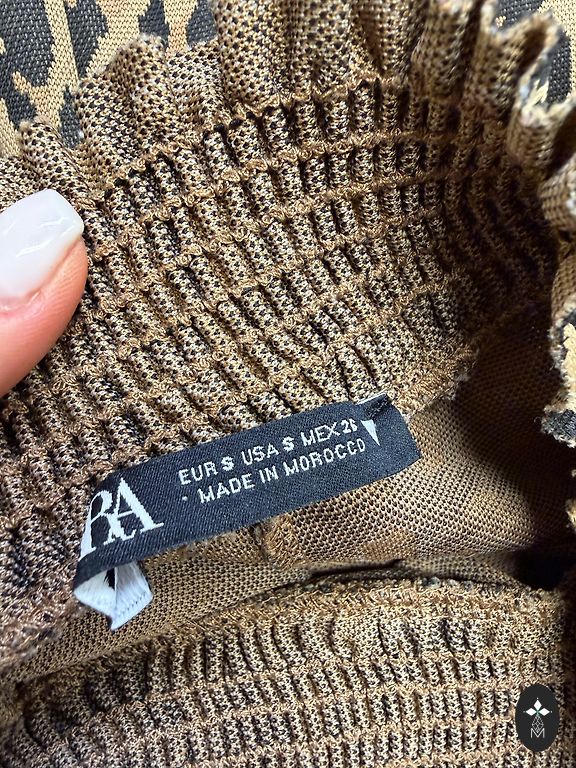 RA
EUR S USA S MEX 26
MADE IN MOROCCO
M